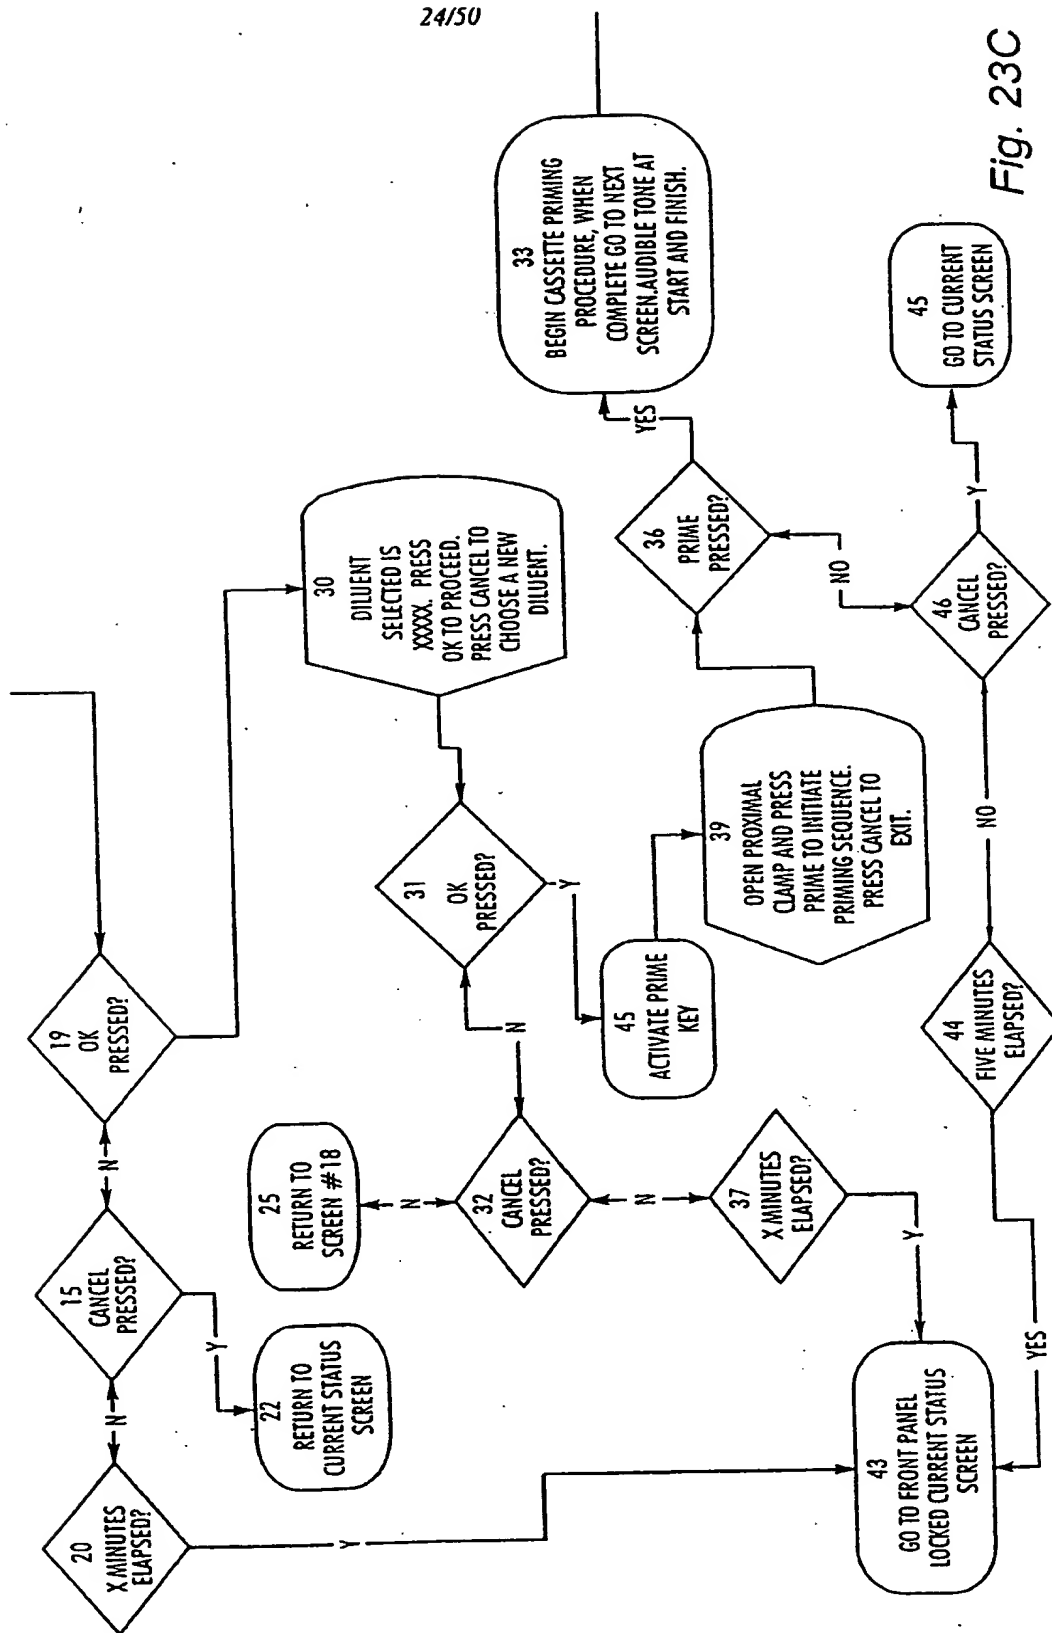 24/50
19
OK
PRESSED?
N
15
CANCEL
PRESSED?
N
20
X MINUTES
ELAPSED?
Y
22
RETURN TO
CURRENT STATUS
SCREEN
Y
30
DILUENT
SELECTED IS
XXXXX. PRESS
OK TO PROCEED.
PRESS CANCEL TO
CHOOSE A NEW
DILUENT.
31
OK
PRESSED?
N
Y
25
RETURN TO
SCREEN #18
N
32
CANCEL
PRESSED?
N
37
X MINUTES
ELAPSED?
Y
45
ACTIVATE PRIME
KEY
39
OPEN PROXIMAL
CLAMP AND PRESS
PRIME TO INITIATE
PRIMING SEQUENCE.
PRESS CANCEL TO
EXIT.
36
PRIME
PRESSED?
YES
NO
33
BEGIN CASSETTE PRIMING
PROCEDURE, WHEN
COMPLETE GO TO NEXT
SCREEN.AUDIBLE TONE AT
START AND FINISH.
46
CANCEL
PRESSED?
Y
45
GO TO CURRENT
STATUS SCREEN
NO
44
FIVE MINUTES
ELAPSED?
YES
43
GO TO FRONT PANEL
LOCKED CURRENT STATUS
SCREEN
Fig. 23C